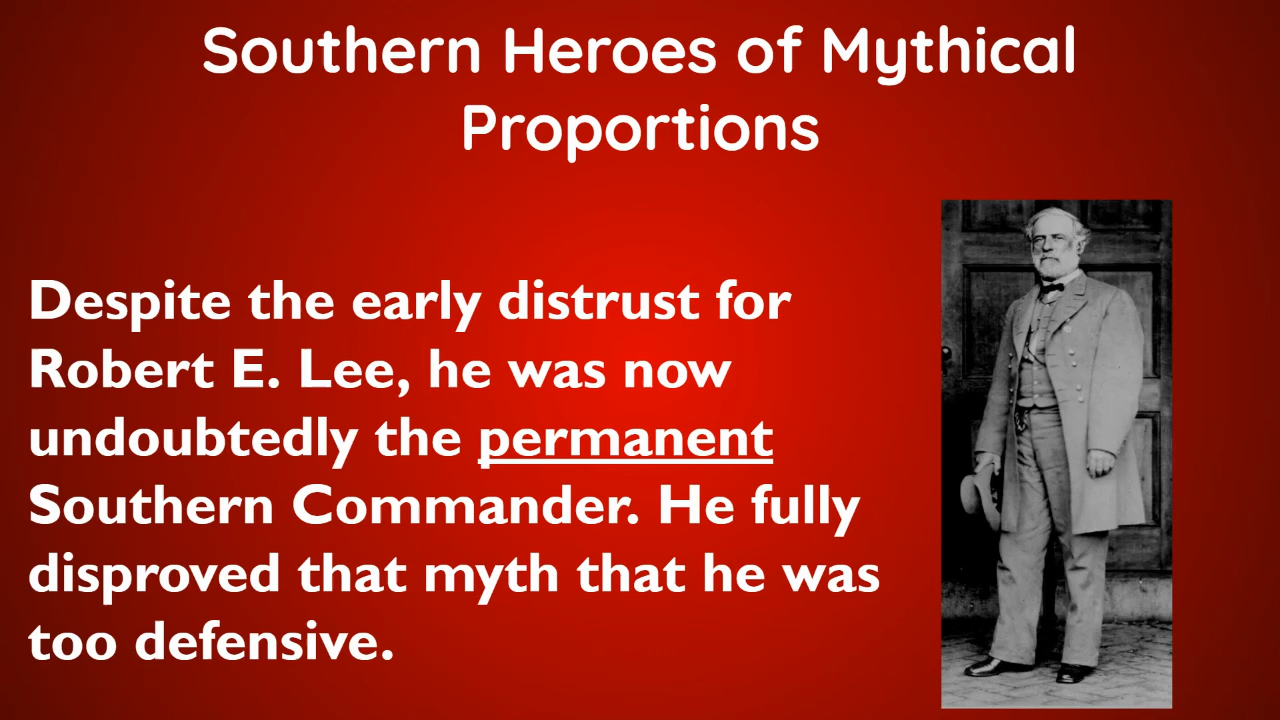 Southern Heroes of Mythical
Proportions
Despite the early distrust for
Robert E. Lee, he was now
undoubtedly the permanent
Southern Commander. He fully
disproved that myth that he was
too defensive.